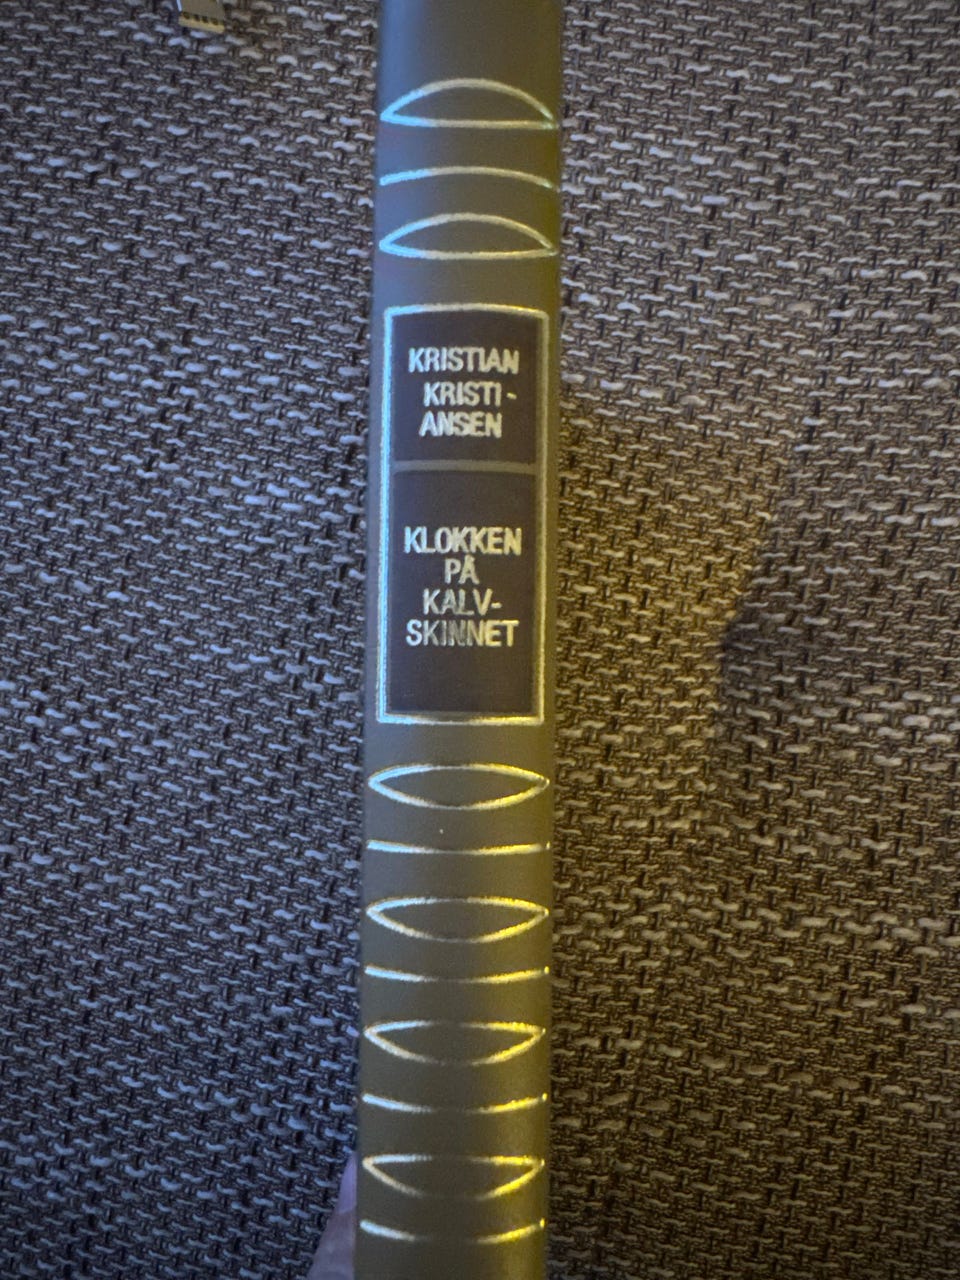 KRISTIAN
KRISTI-
ANSEN
KLOKKEN
PÅ
KALV-
SKINNET